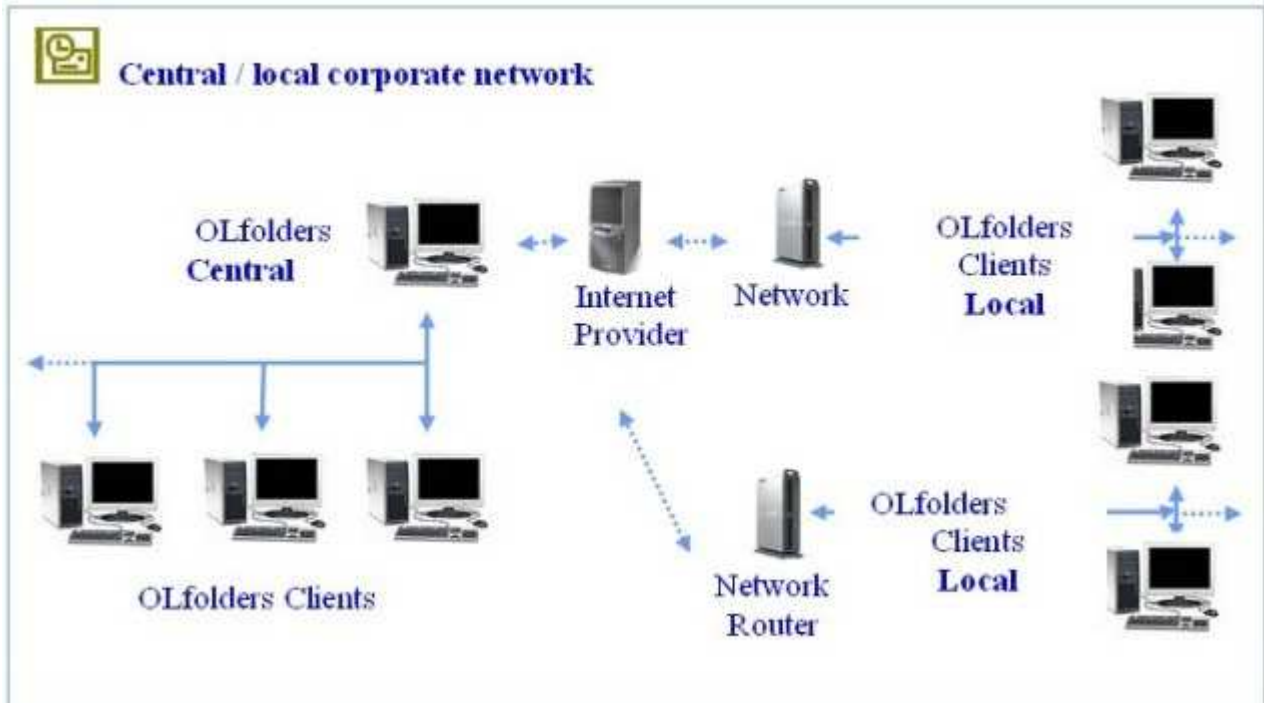 Central / local corporate network
OLfolders
Central
Internet
Provider
Network
OLfolders
Clients
Local
OLfolders Clients
Network
Router
OLfolders
Clients
Local